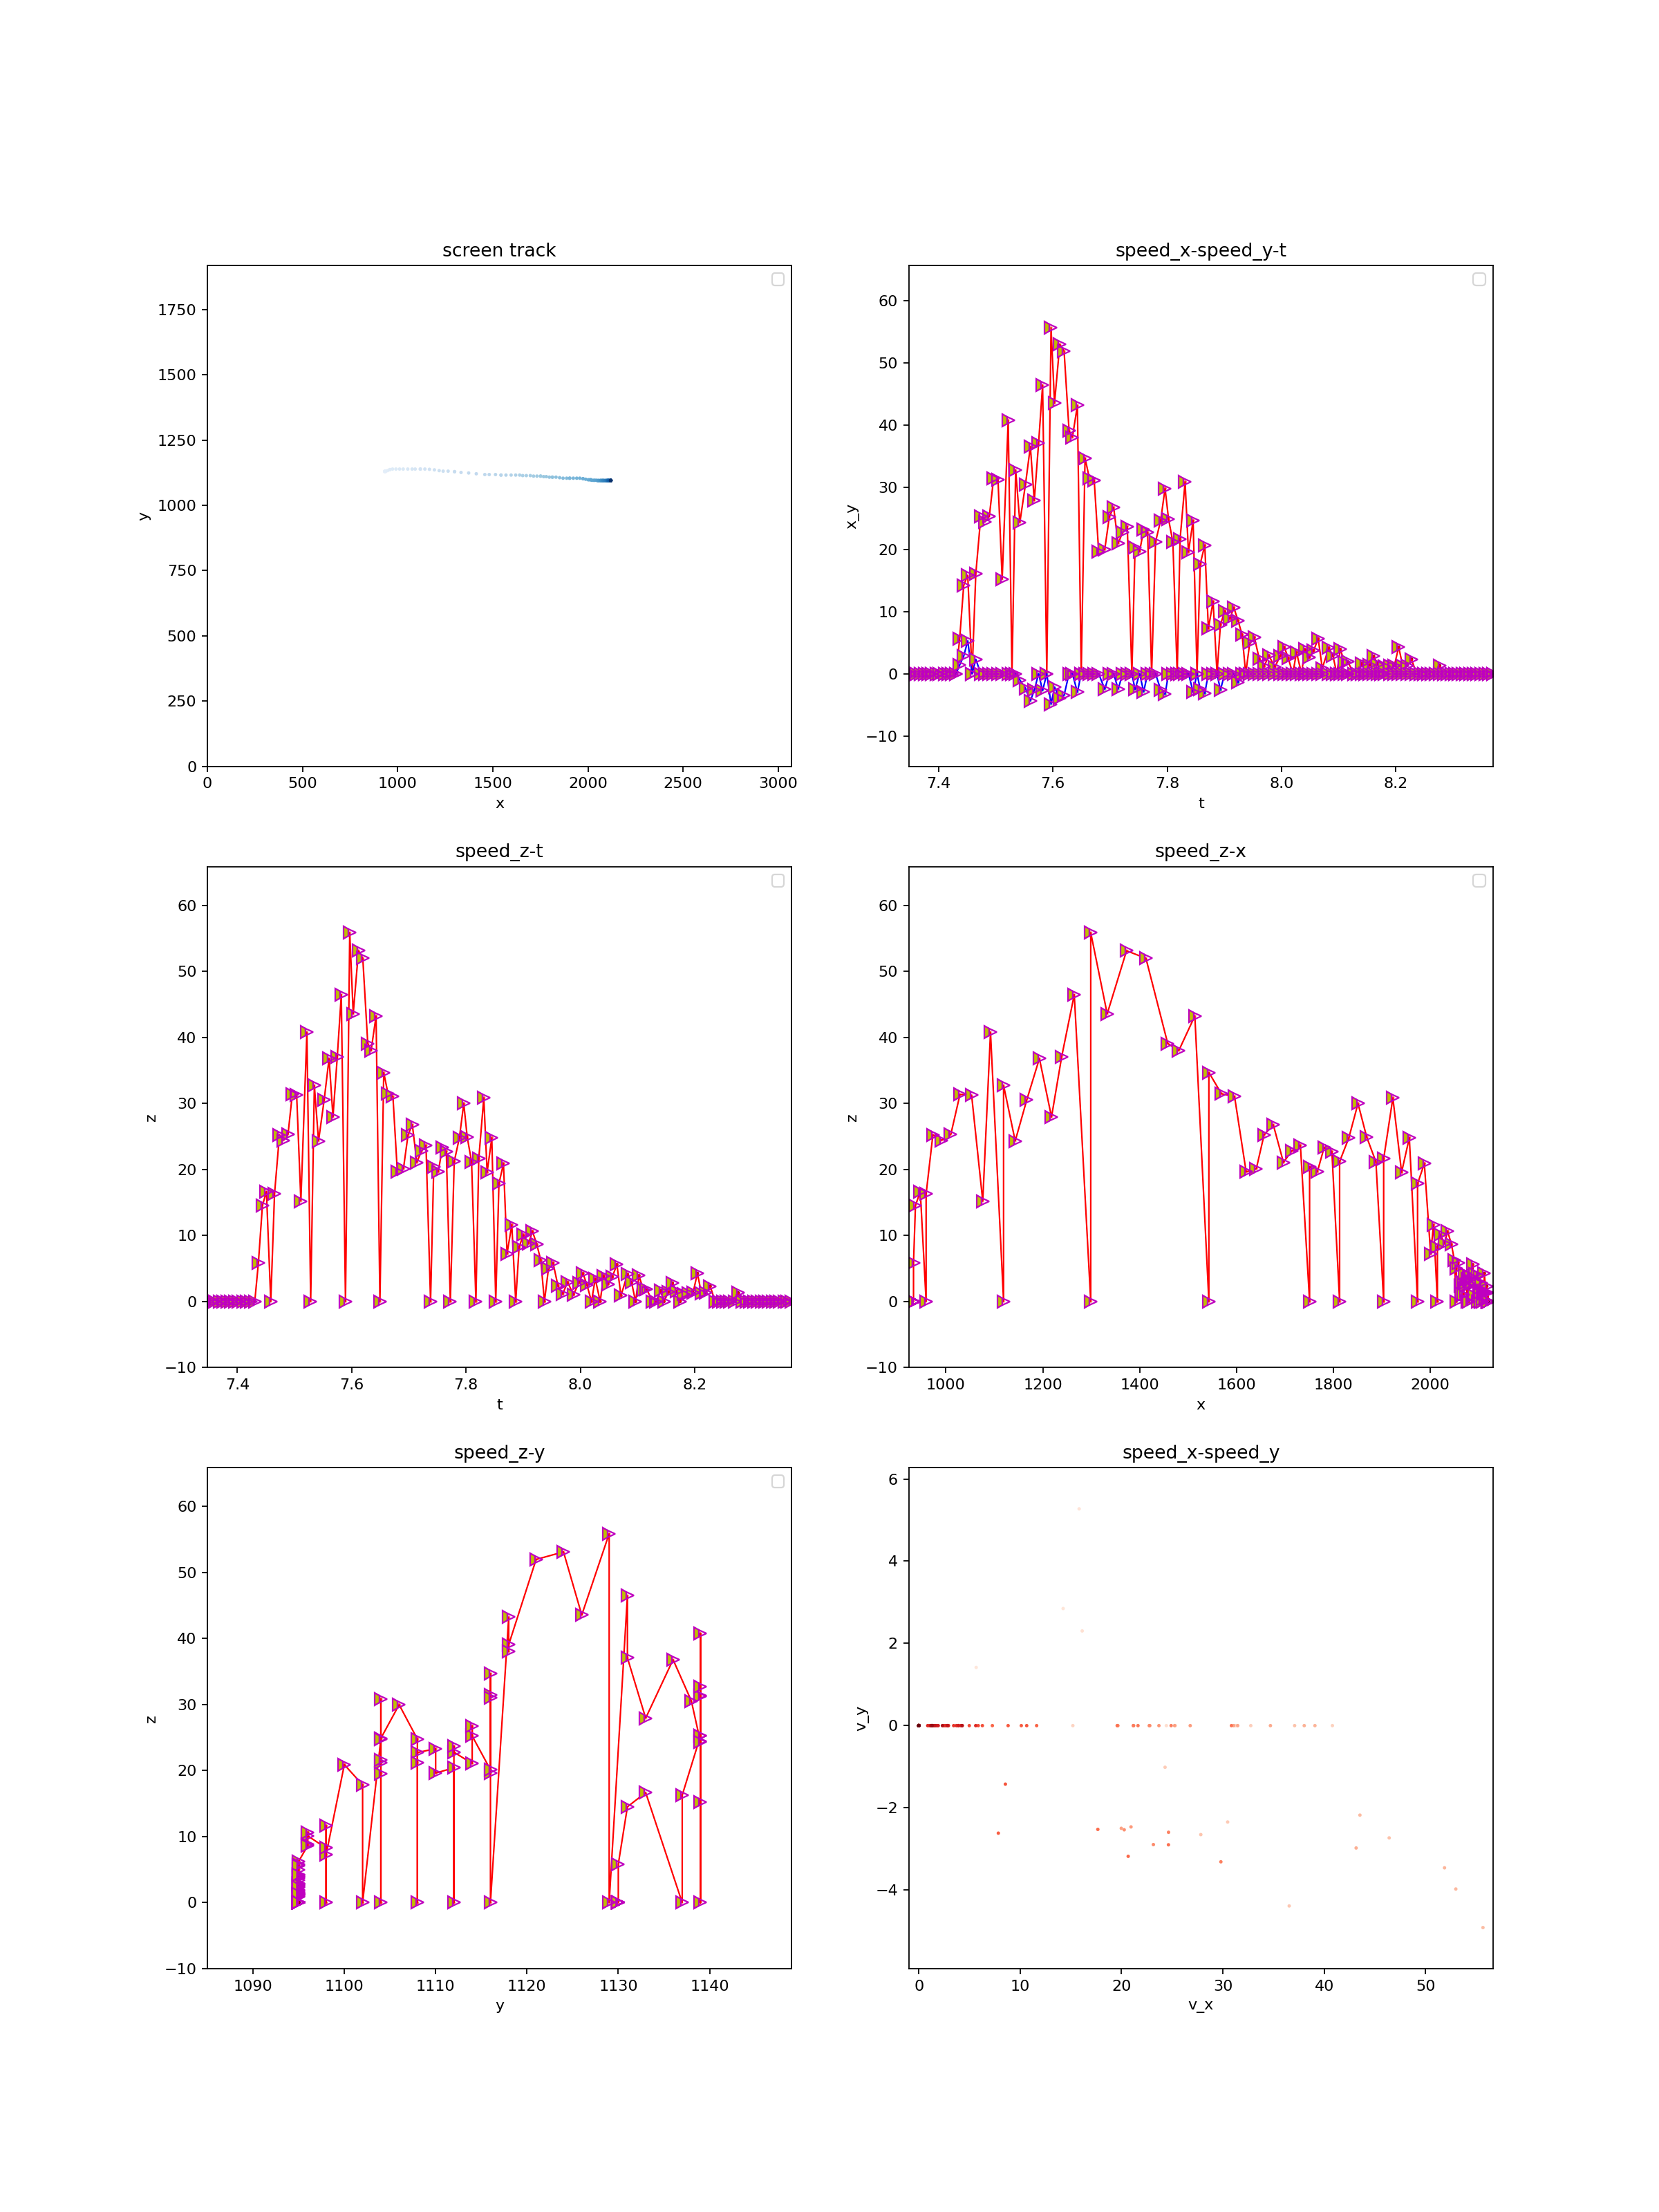 screen track
1750
1500
1250
1000
750
500
250
0
y
0 500 1000 1500 2000 2500 3000
x
speed_x-speed_y-t
60
50
40
30
20
10
0
−10
x_y
7.4 7.6 7.8 8.0 8.2
t
speed_z-t
60
50
40
30
20
10
0
−10
z
7.4 7.6 7.8 8.0 8.2
t
speed_z-x
60
50
40
30
20
10
0
−10
z
1000 1200 1400 1600 1800 2000
x
speed_z-y
60
50
40
30
20
10
0
−10
z
1090 1100 1110 1120 1130 1140
y
speed_x-speed_y
6
4
2
0
−2
−4
v_y
0 10 20 30 40 50
v_x